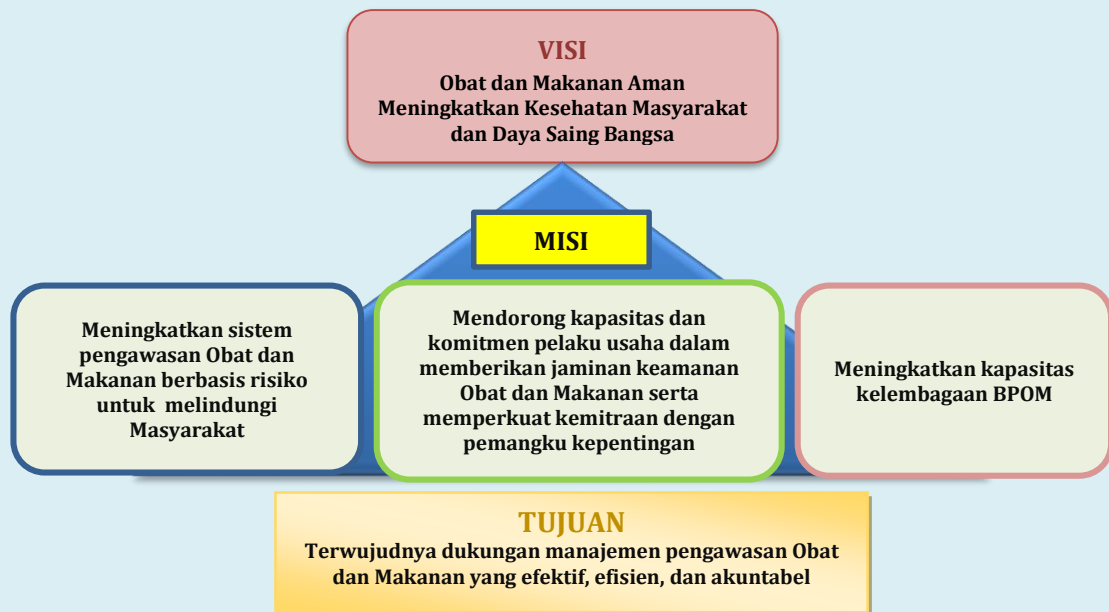 VISI
Obat dan Makanan Aman
Meningkatkan Kesehatan Masyarakat
dan Daya Saing Bangsa
MISI
Meningkatkan sistem
pengawasan Obat dan
Makanan berbasis risiko
untuk melindungi
Masyarakat
Mendorong kapasitas dan
komitmen pelaku usaha dalam
memberikan jaminan keamanan
Obat dan Makanan serta
memperkuat kemitraan dengan
pemangku kepentingan
Meningkatkan kapasitas
kelembagaan BPOM
TUJUAN
Terwujudnya dukungan manajemen pengawasan Obat
dan Makanan yang efektif, efisien, dan akuntabel